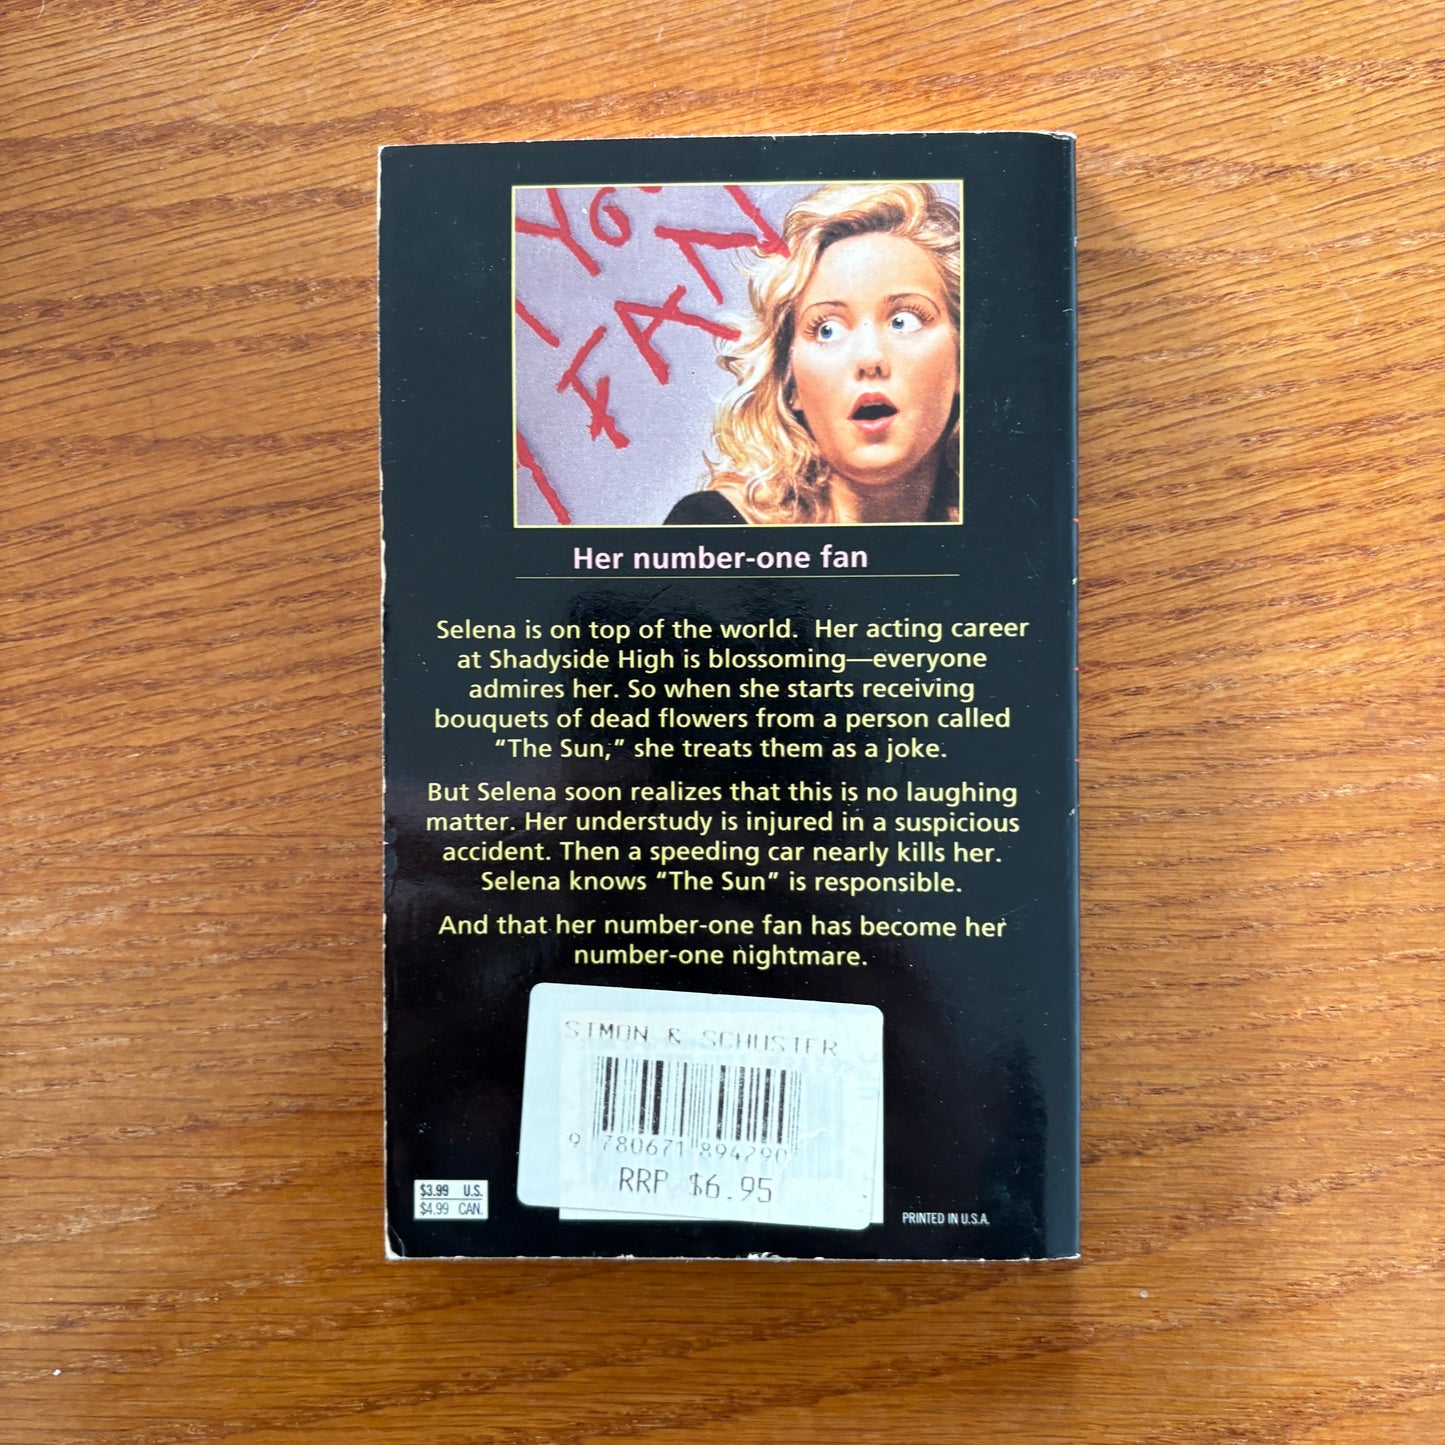 YO
FAN
Her number-one fan
Selena is on top of the world. Her acting career
at Shadyside High is blossoming—everyone
admires her. So when she starts receiving
bouquets of dead flowers from a person called
“The Sun,” she treats them as a joke.
But Selena soon realizes that this is no laughing
matter. Her understudy is injured in a suspicious
accident. Then a speeding car nearly kills her.
Selena knows “The Sun” is responsible.
And that her number-one fan has become her
number-one nightmare.
SIMON & SCHUSTER
9 780671 894290
RRP $6.95
$3.99 U.S.
$4.99 CAN.
PRINTED IN U.S.A.